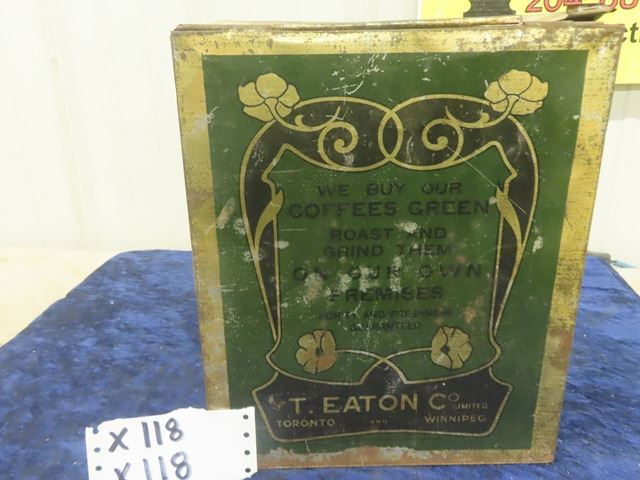 204
WE BUY OUR
COFFEES GREEN
ROAST AND
GRIND THEM
ON OUR OWN
PREMISES
PURITY AND FRESHNESS
GUARANTEED
T. EATON Co
LIMITED
TORONTO AND WINNIPEG
X 118
X 118